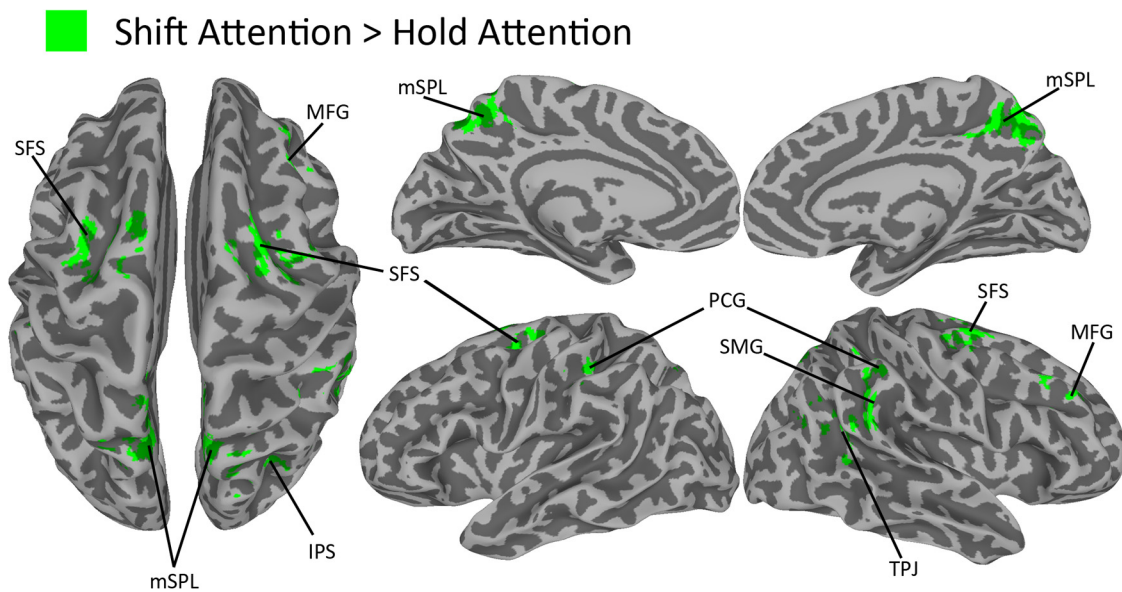 Shift Attention > Hold Attention
mSPL
mSPL
MFG
SFS
SFS
PCG
SFS
SMG
MFG
IPS
TPJ
mSPL